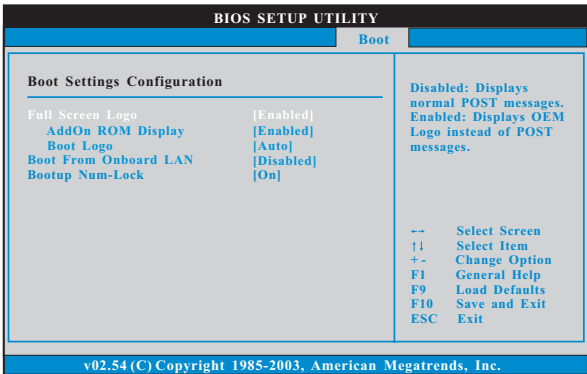 BIOS SETUP UTILITY
Boot
Boot Settings Configuration
Full Screen Logo [Enabled]
AddOn ROM Display [Enabled]
Boot Logo [Auto]
Boot From Onboard LAN [Disabled]
Bootup Num-Lock [On]
Disabled: Displays
normal POST messages.
Enabled: Displays OEM
Logo instead of POST
messages.
←→ Select Screen
↑↓ Select Item
+- Change Option
F1 General Help
F9 Load Defaults
F10 Save and Exit
ESC Exit
v02.54 (C) Copyright 1985-2003, American Megatrends, Inc.